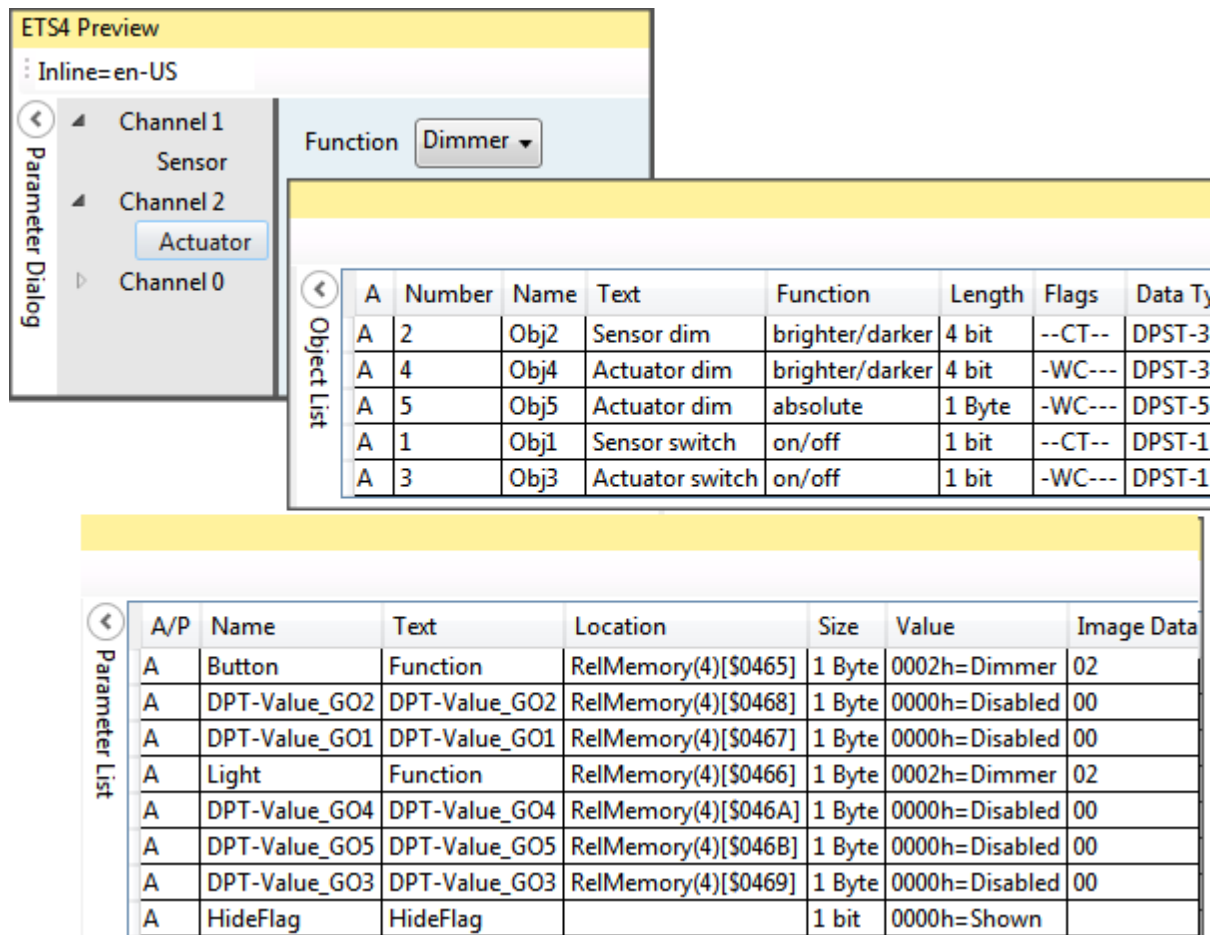 ETS4 Preview
Inline=en-US
Parameter Dialog
Channel 1
Sensor
Channel 2
Actuator
Channel 0
Function Dimmer
Object List
A Number Name Text Function Length Flags Data Ty
A 2 Obj2 Sensor dim brighter/darker 4 bit --CT-- DPST-3
A 4 Obj4 Actuator dim brighter/darker 4 bit -WC--- DPST-3
A 5 Obj5 Actuator dim absolute 1 Byte -WC--- DPST-5
A 1 Obj1 Sensor switch on/off 1 bit --CT-- DPST-1
A 3 Obj3 Actuator switch on/off 1 bit -WC--- DPST-1
Parameter List
A/P Name Text Location Size Value Image Data
A Button Function RelMemory(4)[$0465] 1 Byte 0002h=Dimmer 02
A DPT-Value_GO2 DPT-Value_GO2 RelMemory(4)[$0468] 1 Byte 0000h=Disabled 00
A DPT-Value_GO1 DPT-Value_GO1 RelMemory(4)[$0467] 1 Byte 0000h=Disabled 00
A Light Function RelMemory(4)[$0466] 1 Byte 0002h=Dimmer 02
A DPT-Value_GO4 DPT-Value_GO4 RelMemory(4)[$046A] 1 Byte 0000h=Disabled 00
A DPT-Value_GO5 DPT-Value_GO5 RelMemory(4)[$046B] 1 Byte 0000h=Disabled 00
A DPT-Value_GO3 DPT-Value_GO3 RelMemory(4)[$0469] 1 Byte 0000h=Disabled 00
A HideFlag HideFlag 1 bit 0000h=Shown